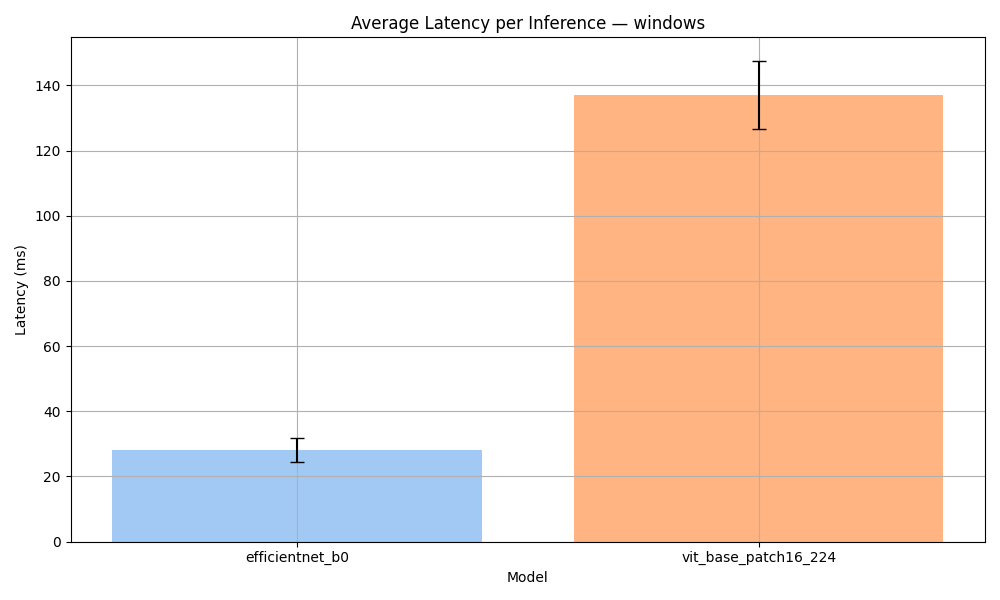 Average Latency per Inference — windows
Latency (ms)
140
120
100
80
60
40
20
0
efficientnet_b0
vit_base_patch16_224
Model